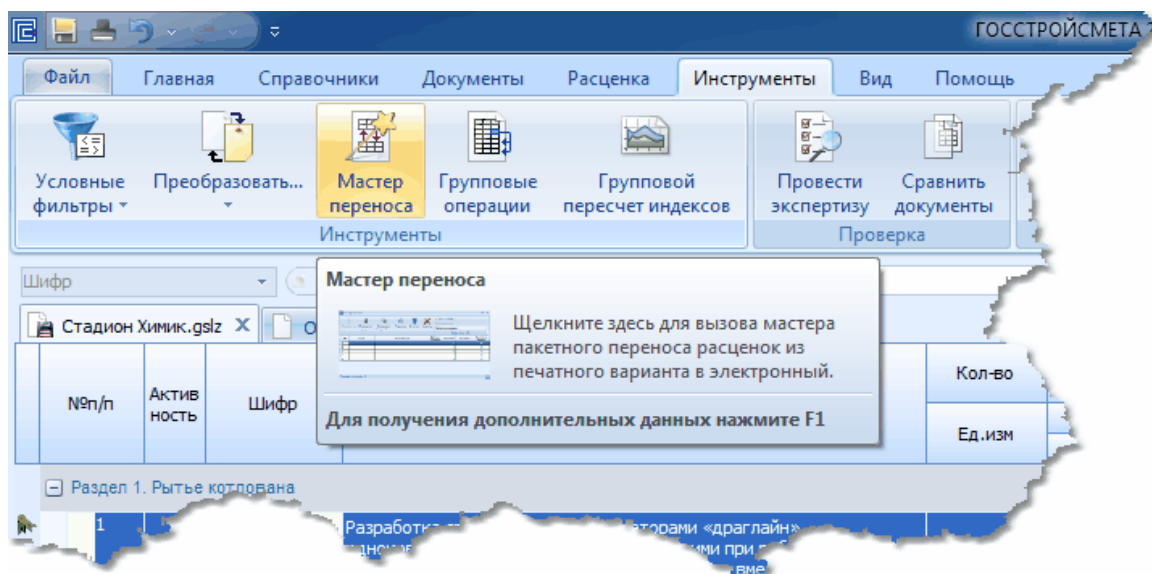 ГОССТРОЙСМЕТА
Файл Главная Справочники Документы Расценка Инструменты Вид Помощь
Условные фильтры
Преобразовать...
Мастер переноса
Групповые операции
Групповой пересчет индексов
Провести экспертизу
Сравнить документы
Инструменты
Проверка
Шифр
Стадион Химик.gslz
Мастер переноса
Щелкните здесь для вызова мастера
пакетного переноса расценок из
печатного варианта в электронный.
Для получения дополнительных данных нажмите F1
№п/п
Актив
ность
Шифр
Кол-во
Ед.изм
Раздел 1. Рытье котлована
1
«драглайн»
при